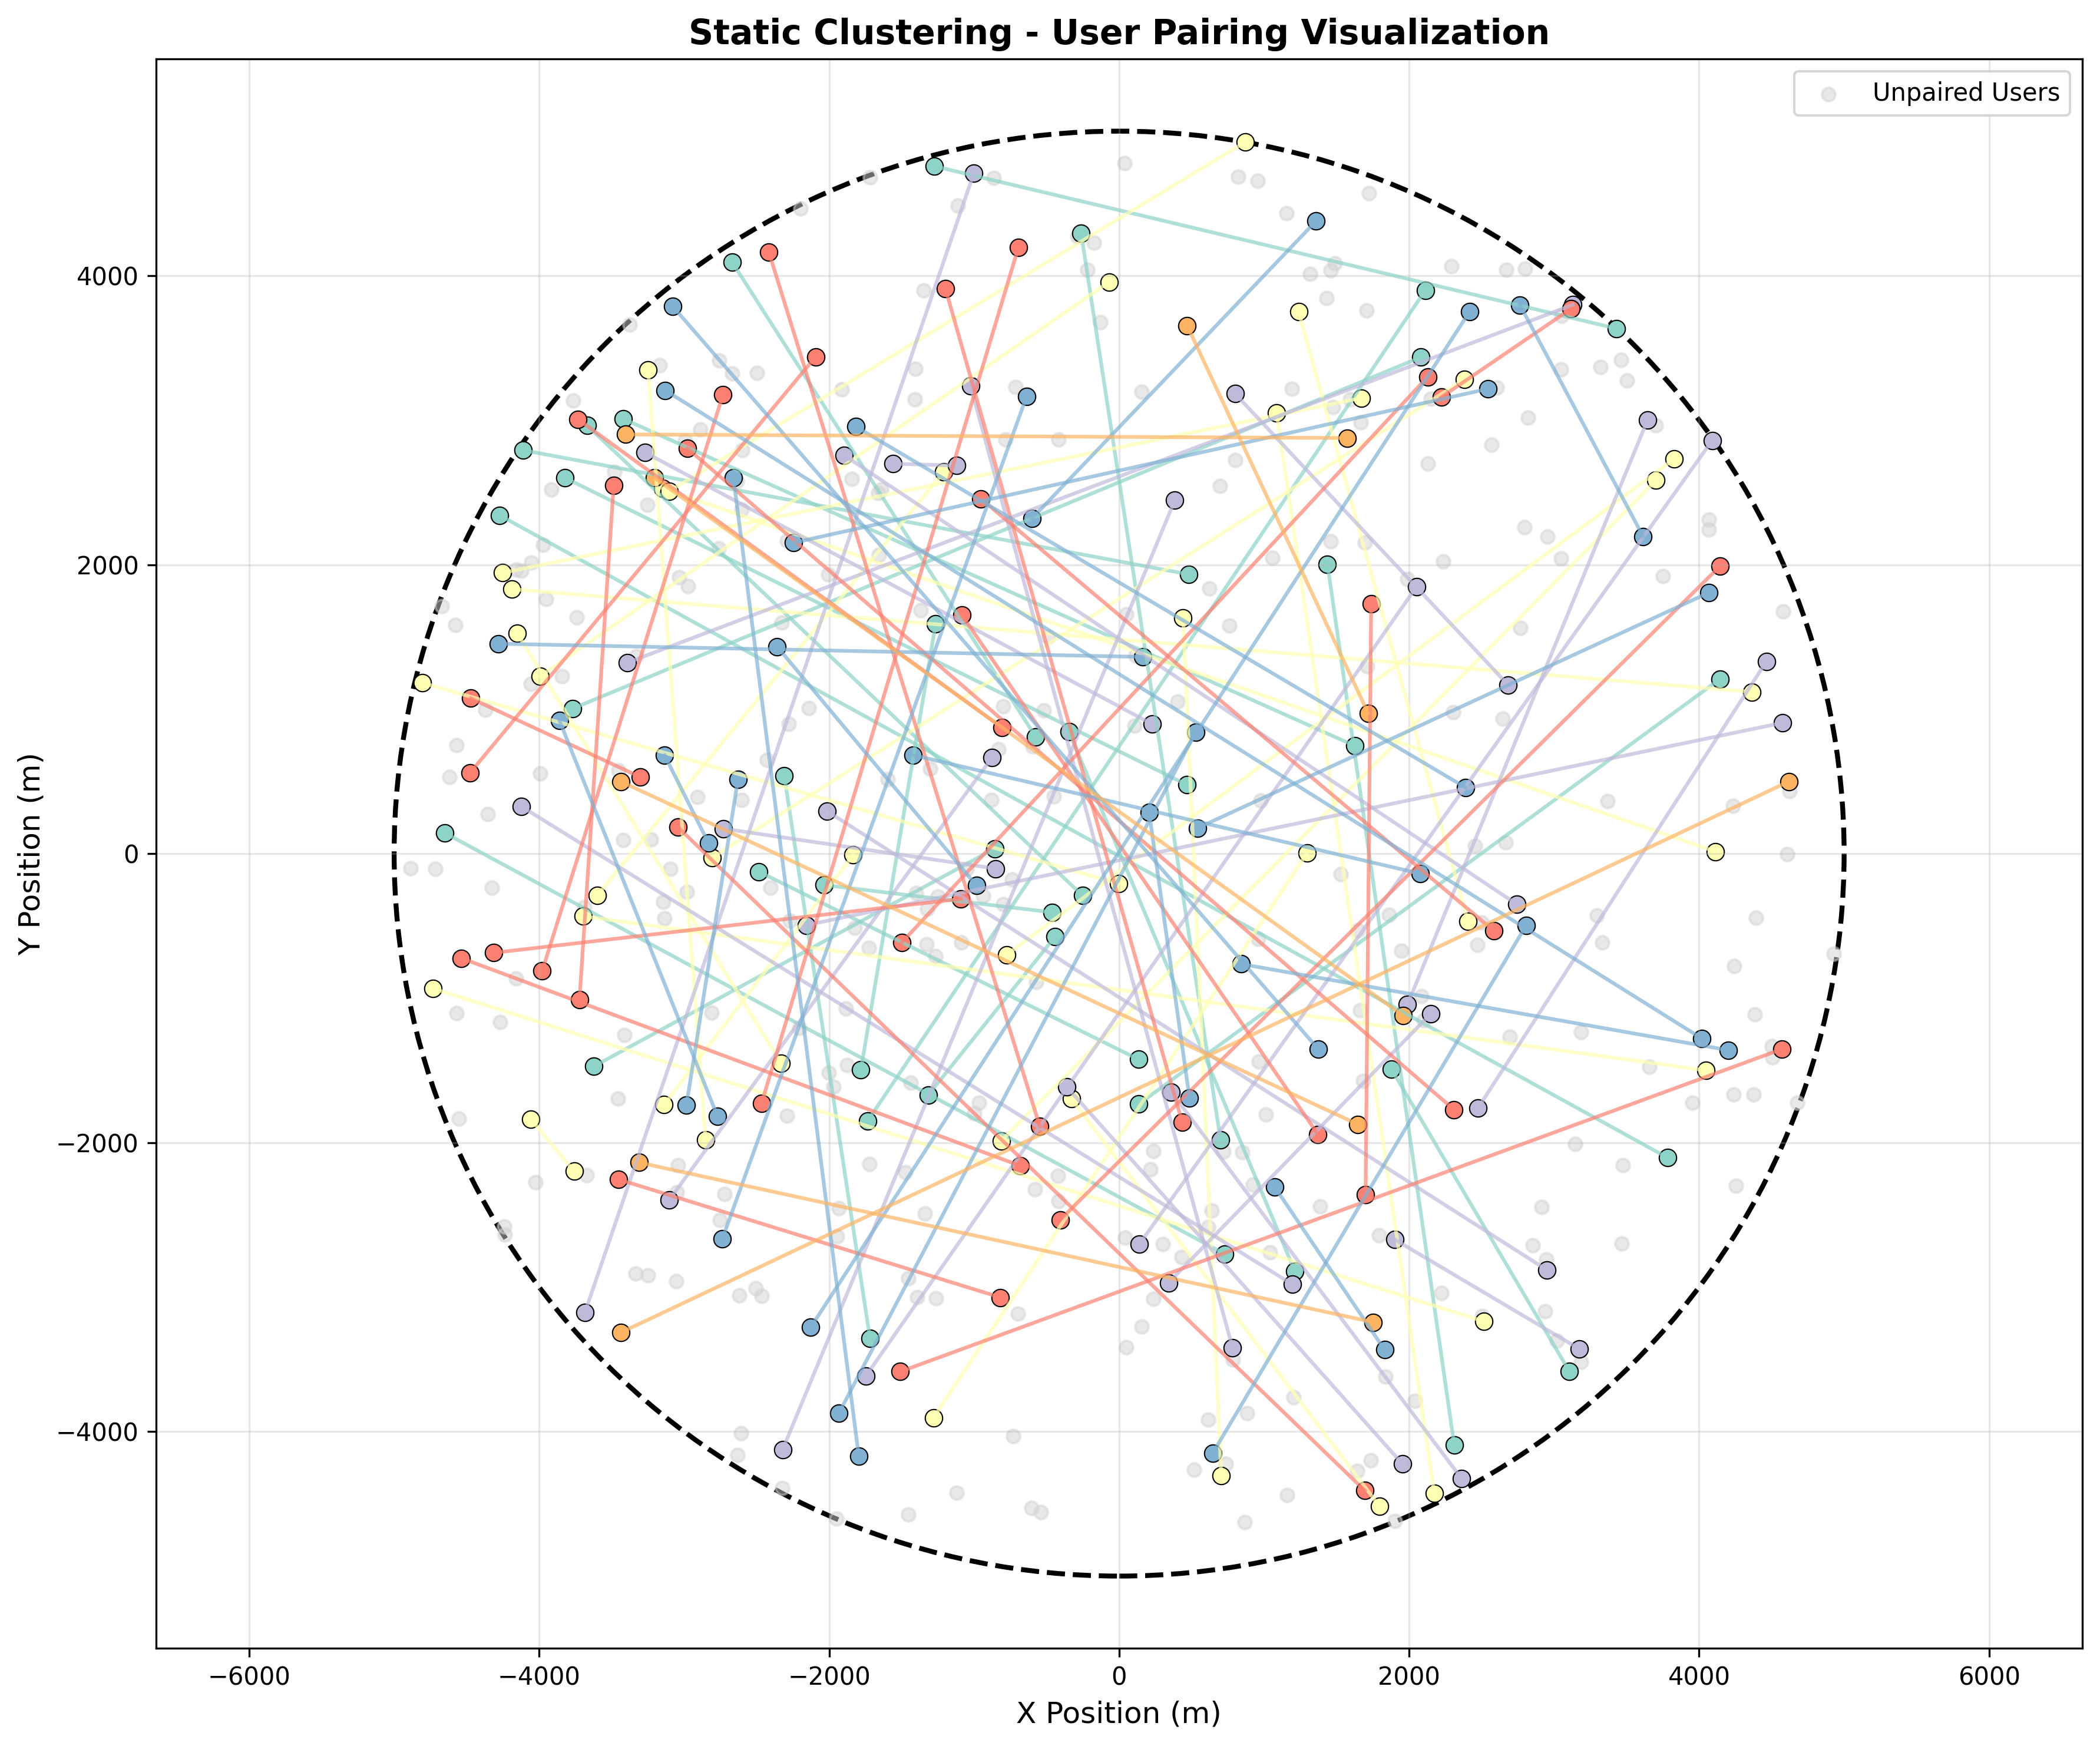 Static Clustering - User Pairing Visualization
Unpaired Users
4000
2000
0
−2000
−4000
Y Position (m)
−6000 −4000 −2000 0 2000 4000 6000
X Position (m)